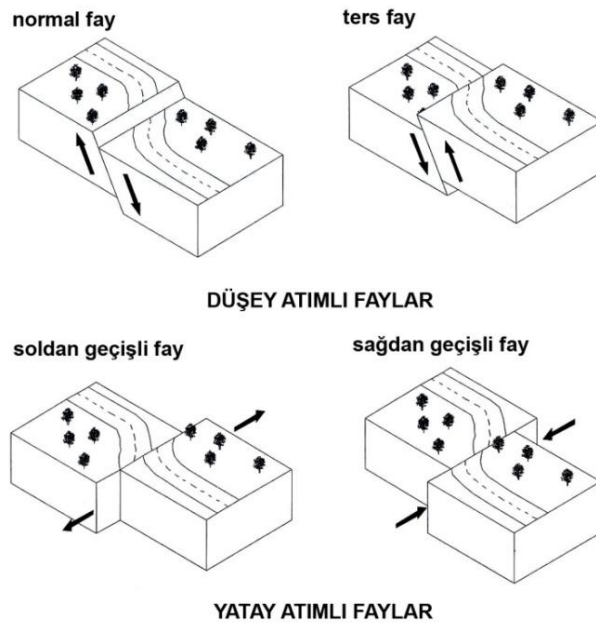 normal fay
ters fay
DÜŞEY ATIMLI FAYLAR
soldan geçişli fay
sağdan geçişli fay
YATAY ATIMLI FAYLAR